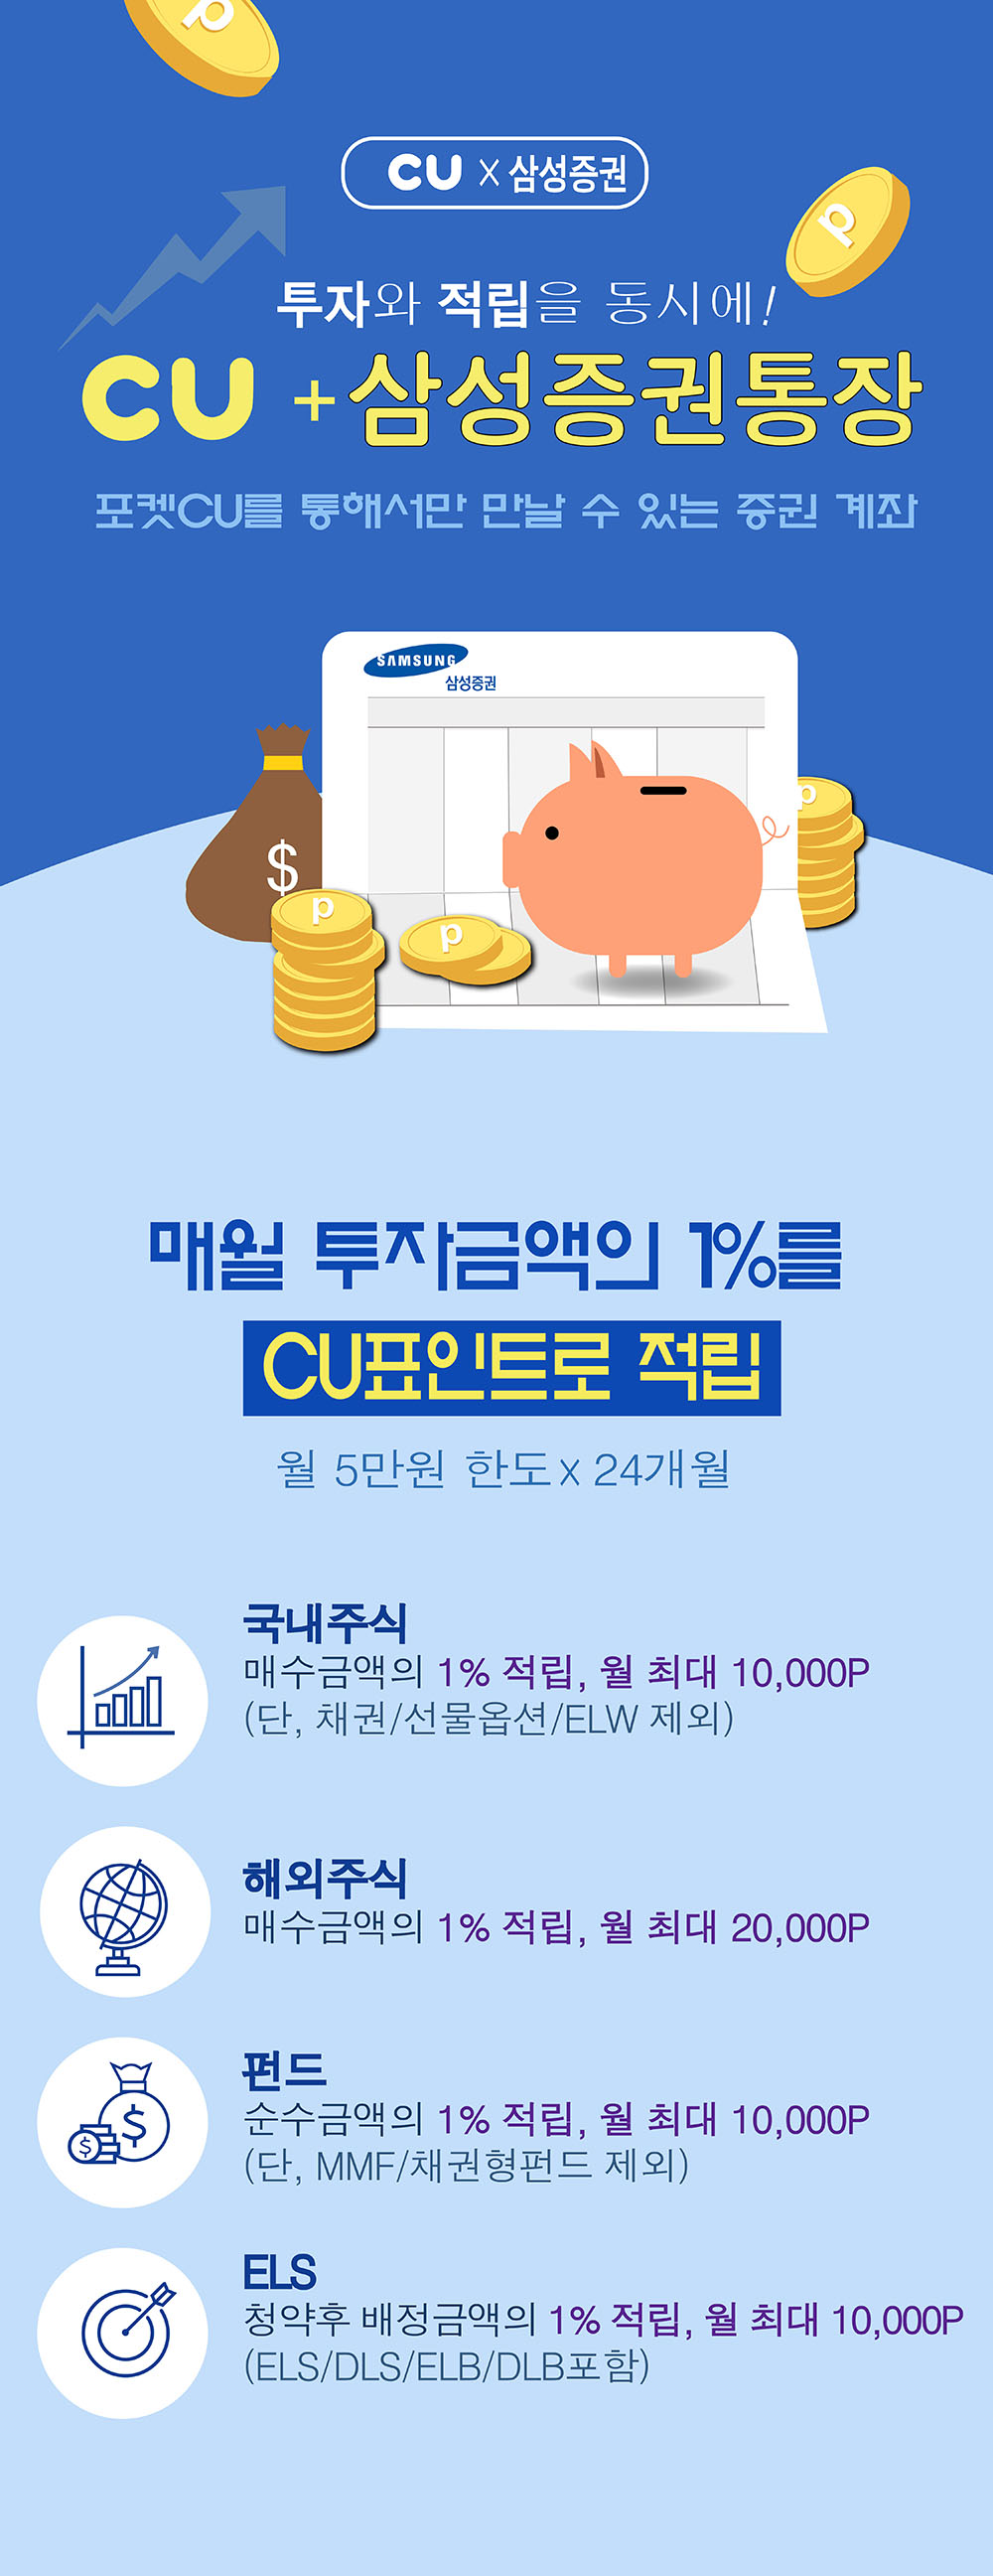 p
CU X 삼성증권
p
투자와 적립을 동시에!
CU + 삼성증권통장
포켓CU를 통해서만 만날 수 있는 증권 계좌
SAMSUNG
삼성증권
p
$
p
p
매월 투자금액의 1%를
CU포인트로 적립
월 5만원 한도 x 24개월
국내주식
매수금액의 1% 적립, 월 최대 10,000P
(단, 채권/선물옵션/ELW 제외)
해외주식
매수금액의 1% 적립, 월 최대 20,000P
펀드
순수금액의 1% 적립, 월 최대 10,000P
(단, MMF/채권형펀드 제외)
$
$
ELS
청약후 배정금액의 1% 적립, 월 최대 10,000P
(ELS/DLS/ELB/DLB포함)